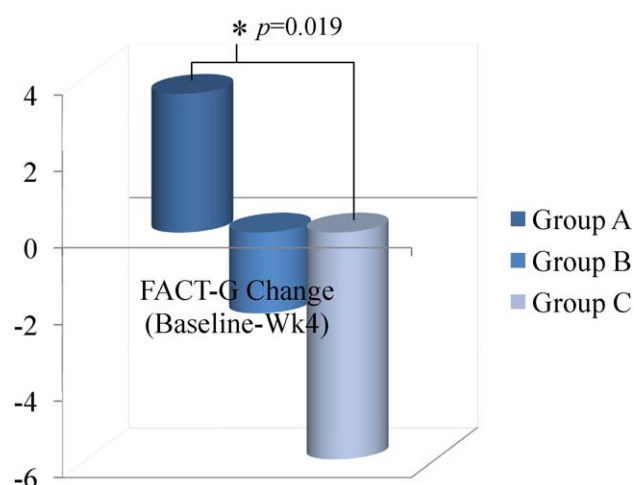 * p=0.019
4
2
0
-2
-4
-6
FACT-G Change
(Baseline-Wk4)
Group A
Group B
Group C